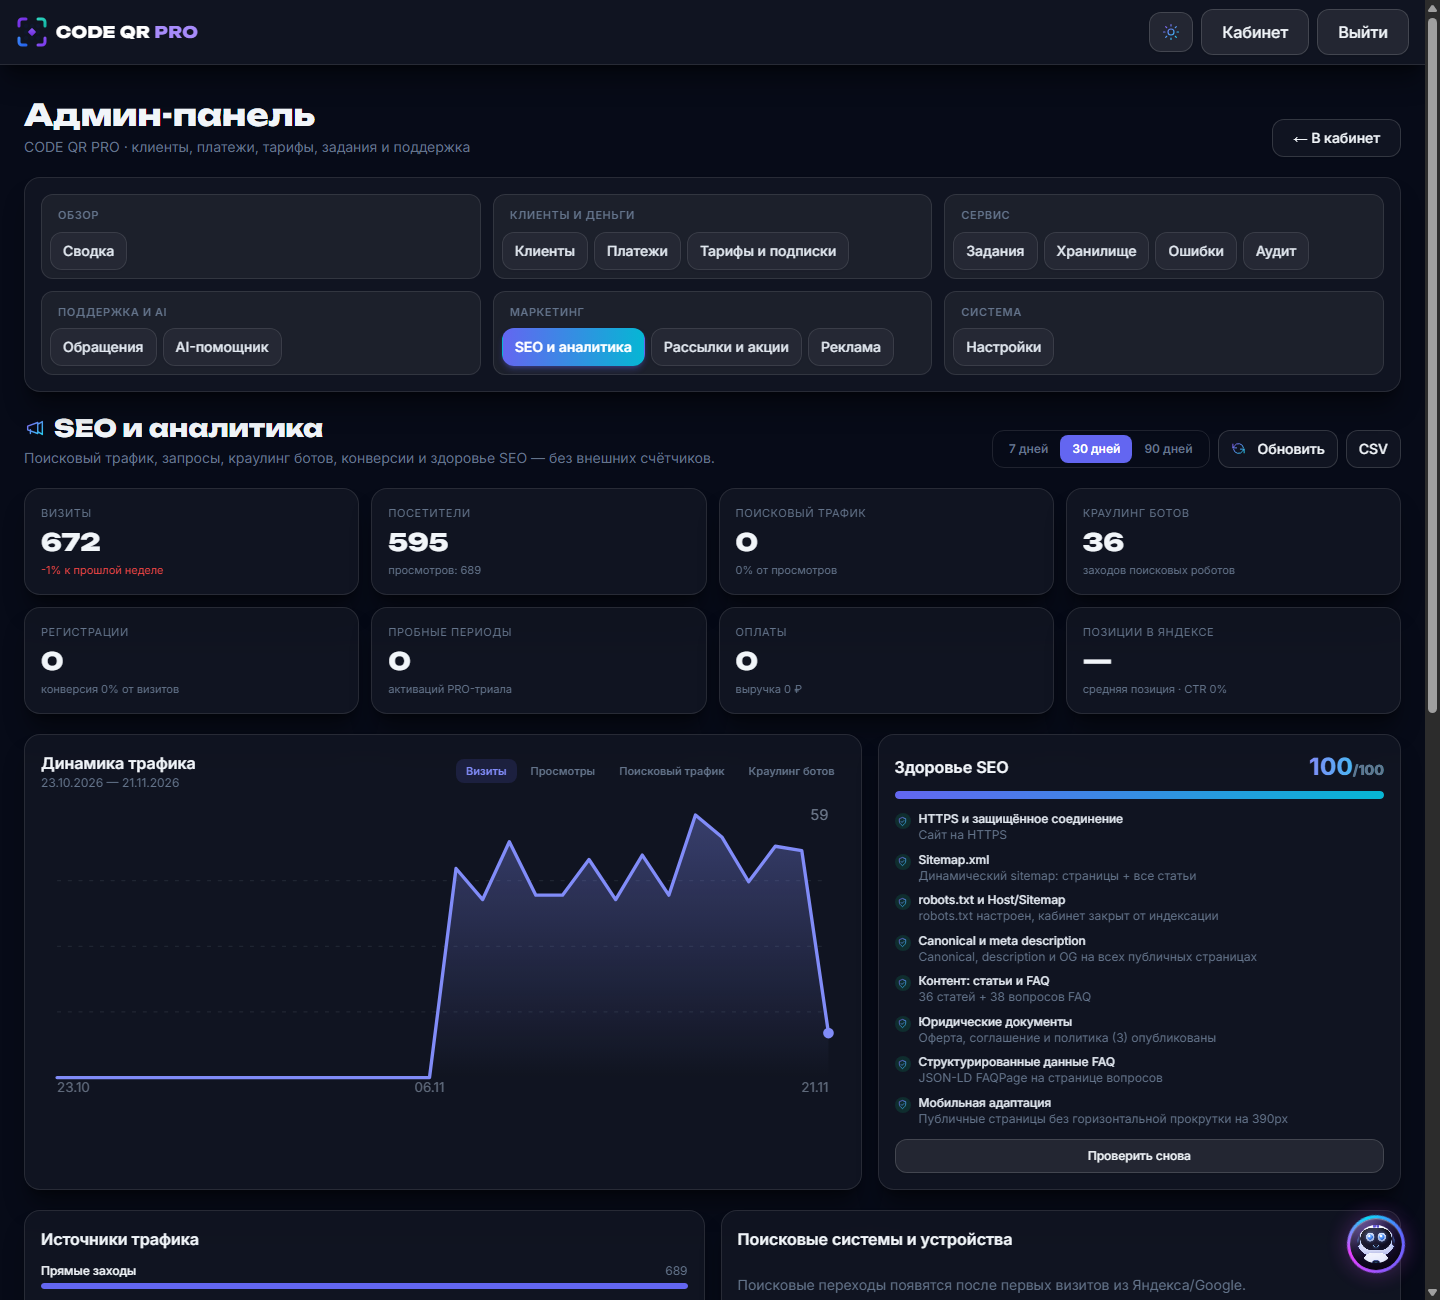 CODE QR PRO
Кабинет
Выйти
Админ-панель
CODE QR PRO · клиенты, платежи, тарифы, задания и поддержка
← В кабинет
ОБЗОР
Сводка
КЛИЕНТЫ И ДЕНЬГИ
Клиенты
Платежи
Тарифы и подписки
СЕРВИС
Задания
Хранилище
Ошибки
Аудит
ПОДДЕРЖКА И AI
Обращения
AI-помощник
МАРКЕТИНГ
SEO и аналитика
Рассылки и акции
Реклама
СИСТЕМА
Настройки
SEO и аналитика
Поисковый трафик, запросы, краулинг ботов, конверсии и здоровье SEO — без внешних счётчиков.
7 дней
30 дней
90 дней
Обновить
CSV
ВИЗИТЫ
672
-1% к прошлой неделе
ПОСЕТИТЕЛИ
595
просмотров: 689
ПОИСКОВЫЙ ТРАФИК
0
0% от просмотров
КРАУЛИНГ БОТОВ
36
заходов поисковых роботов
РЕГИСТРАЦИИ
0
конверсия 0% от визитов
ПРОБНЫЕ ПЕРИОДЫ
0
активаций PRO-триала
ОПЛАТЫ
0
выручка 0 ₽
ПОЗИЦИИ В ЯНДЕКСЕ
—
средняя позиция · CTR 0%
Динамика трафика
23.10.2026 — 21.11.2026
Визиты
Просмотры
Поисковый трафик
Краулинг ботов
59
23.10
06.11
21.11
Здоровье SEO
100/100
HTTPS и защищённое соединение
Сайт на HTTPS
Sitemap.xml
Динамический sitemap: страницы + все статьи
robots.txt и Host/Sitemap
robots.txt настроен, кабинет закрыт от индексации
Canonical и meta description
Canonical, description и OG на всех публичных страницах
Контент: статьи и FAQ
36 статей + 38 вопросов FAQ
Юридические документы
Оферта, соглашение и политика (3) опубликованы
Структурированные данные FAQ
JSON-LD FAQPage на странице вопросов
Мобильная адаптация
Публичные страницы без горизонтальной прокрутки на 390px
Проверить снова
Источники трафика
Прямые заходы
689
Поисковые системы и устройства
Поисковые переходы появятся после первых визитов из Яндекса/Google.